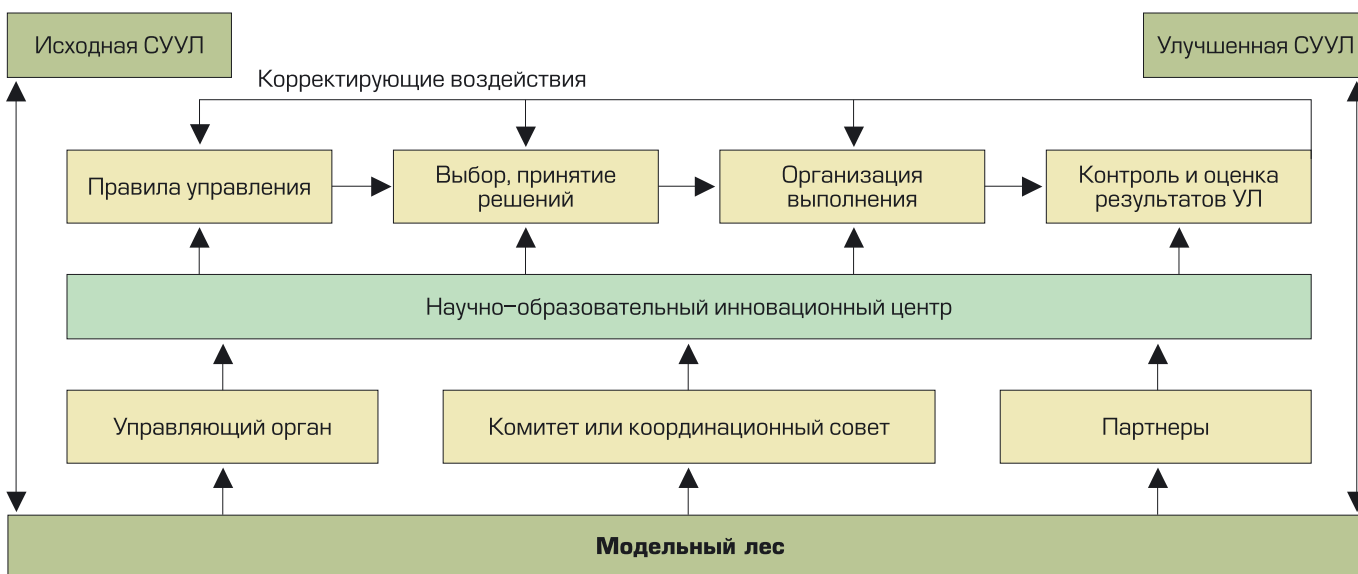 Исходная СУУЛ
Улучшенная СУУЛ
Корректирующие воздействия
Правила управления
Выбор, принятие
решений
Организация
выполнения
Контроль и оценка
результатов УЛ
Научно-образовательный инновационный центр
Управляющий орган
Комитет или координационный совет
Партнеры
Модельный лес